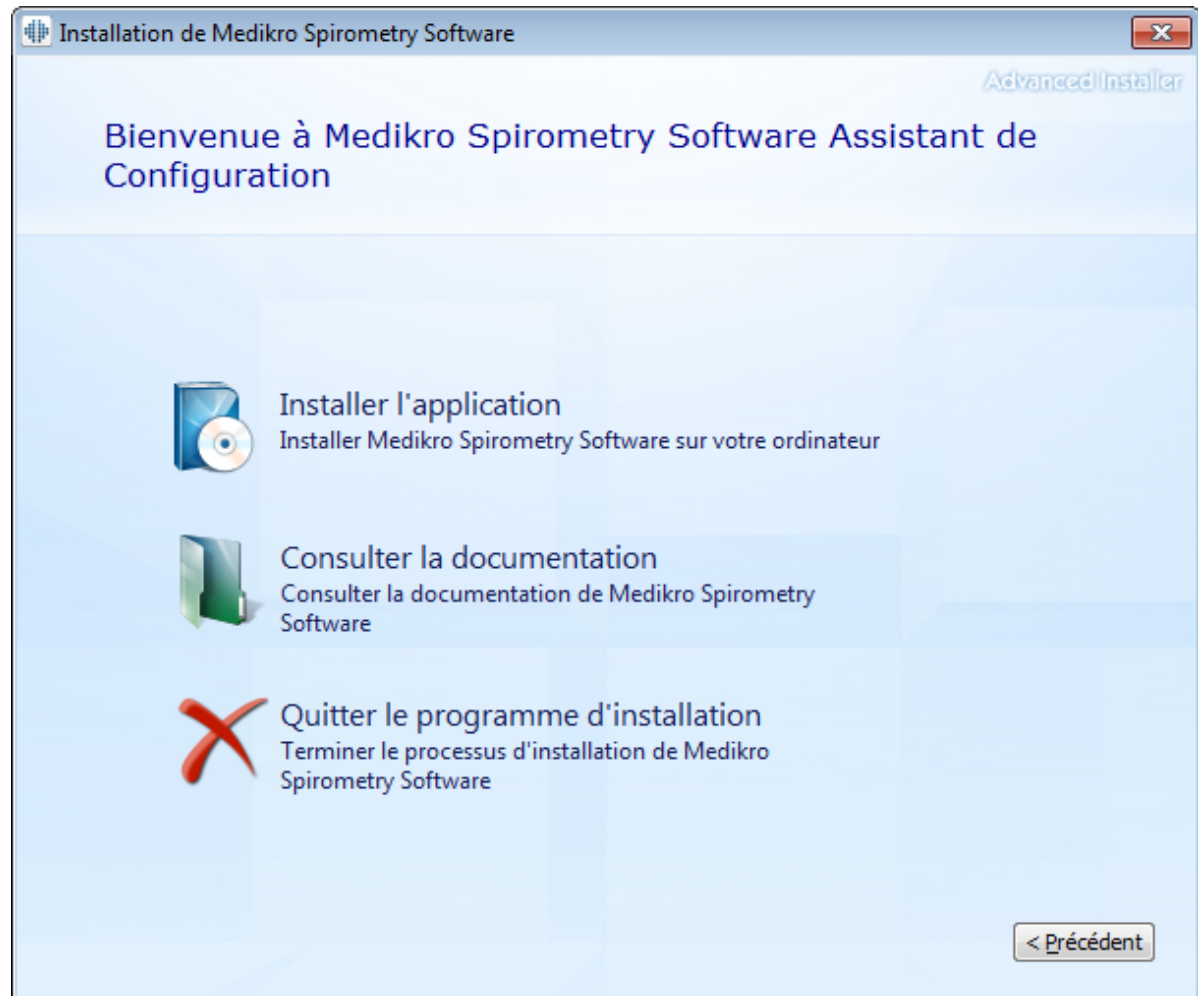 Installation de Medikro Spirometry Software
Advanced Installer
Bienvenue à Medikro Spirometry Software Assistant de
Configuration
Installer l'application
Installer Medikro Spirometry Software sur votre ordinateur
Consulter la documentation
Consulter la documentation de Medikro Spirometry
Software
Quitter le programme d'installation
Terminer le processus d'installation de Medikro
Spirometry Software
< Précédent